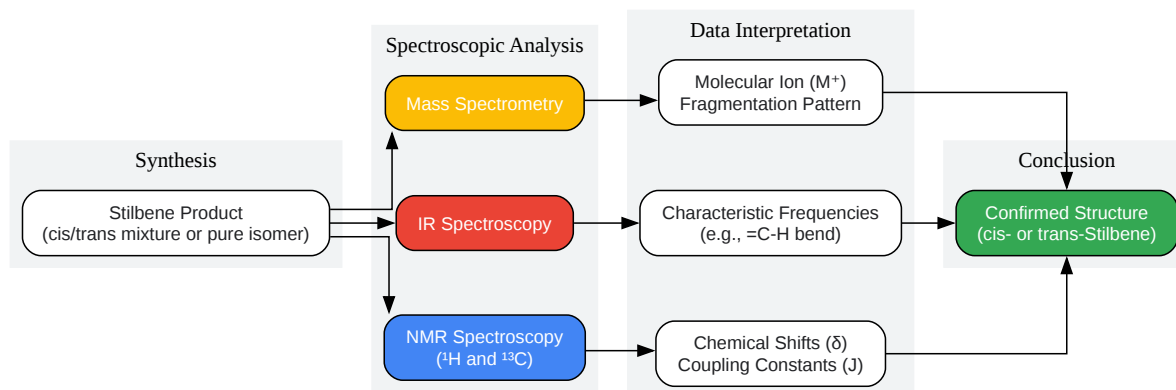 Synthesis
Stilbene Product
(cis/trans mixture or pure isomer)
Spectroscopic Analysis
Mass Spectrometry
IR Spectroscopy
NMR Spectroscopy
(¹H and ¹³C)
Data Interpretation
Molecular Ion (M⁺)
Fragmentation Pattern
Characteristic Frequencies
(e.g., =C-H bend)
Chemical Shifts (δ)
Coupling Constants (J)
Conclusion
Confirmed Structure
(cis- or trans-Stilbene)